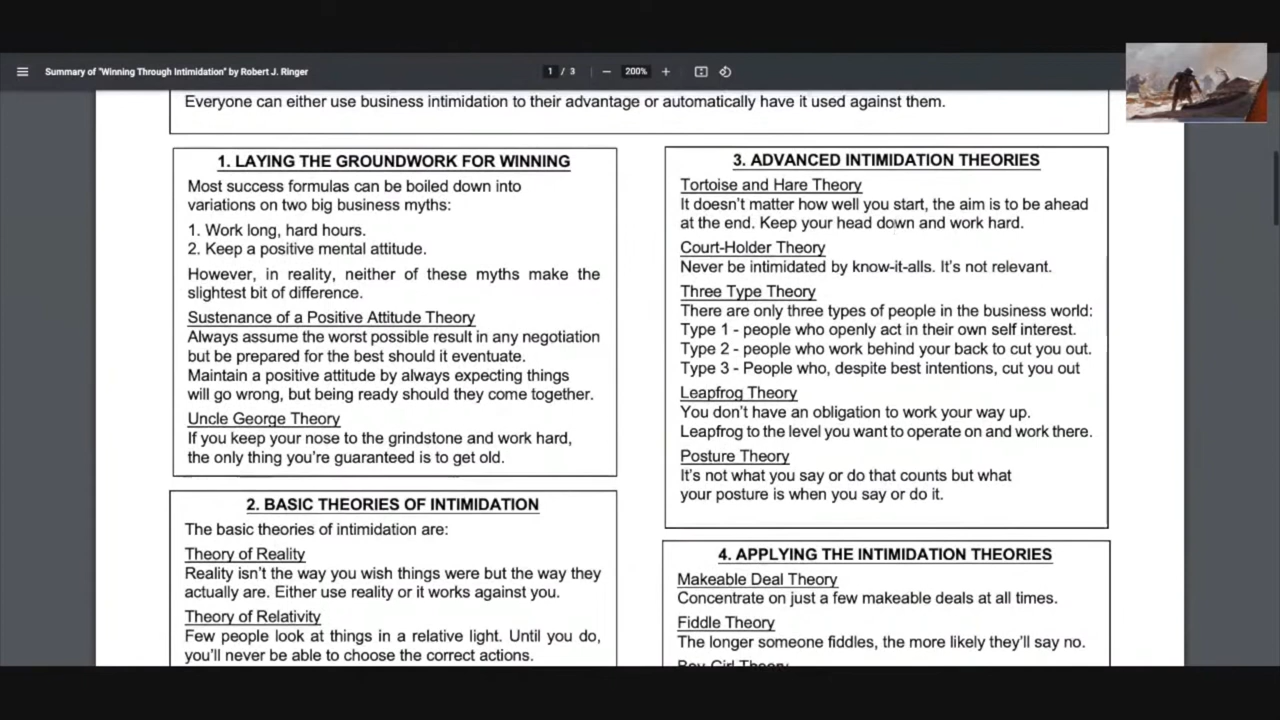 Summary of "Winning Through Intimidation" by Robert J. Ringer
1 / 3
200%
Everyone can either use business intimidation to their advantage or automatically have it used against them.
1. LAYING THE GROUNDWORK FOR WINNING
Most success formulas can be boiled down into
variations on two big business myths:
1. Work long, hard hours.
2. Keep a positive mental attitude.
However, in reality, neither of these myths make the
slightest bit of difference.
Sustenance of a Positive Attitude Theory
Always assume the worst possible result in any negotiation
but be prepared for the best should it eventuate.
Maintain a positive attitude by always expecting things
will go wrong, but being ready should they come together.
Uncle George Theory
If you keep your nose to the grindstone and work hard,
the only thing you're guaranteed is to get old.
2. BASIC THEORIES OF INTIMIDATION
The basic theories of intimidation are:
Theory of Reality
Reality isn't the way you wish things were but the way they
actually are. Either use reality or it works against you.
Theory of Relativity
Few people look at things in a relative light. Until you do,
you'll never be able to choose the correct actions.
3. ADVANCED INTIMIDATION THEORIES
Tortoise and Hare Theory
It doesn't matter how well you start, the aim is to be ahead
at the end. Keep your head down and work hard.
Court-Holder Theory
Never be intimidated by know-it-alls. It's not relevant.
Three Type Theory
There are only three types of people in the business world:
Type 1 - people who openly act in their own self interest.
Type 2 - people who work behind your back to cut you out.
Type 3 - People who, despite best intentions, cut you out
Leapfrog Theory
You don't have an obligation to work your way up.
Leapfrog to the level you want to operate on and work there.
Posture Theory
It's not what you say or do that counts but what
your posture is when you say or do it.
4. APPLYING THE INTIMIDATION THEORIES
Makeable Deal Theory
Concentrate on just a few makeable deals at all times.
Fiddle Theory
The longer someone fiddles, the more likely they'll say no.
Boy-Girl Theory